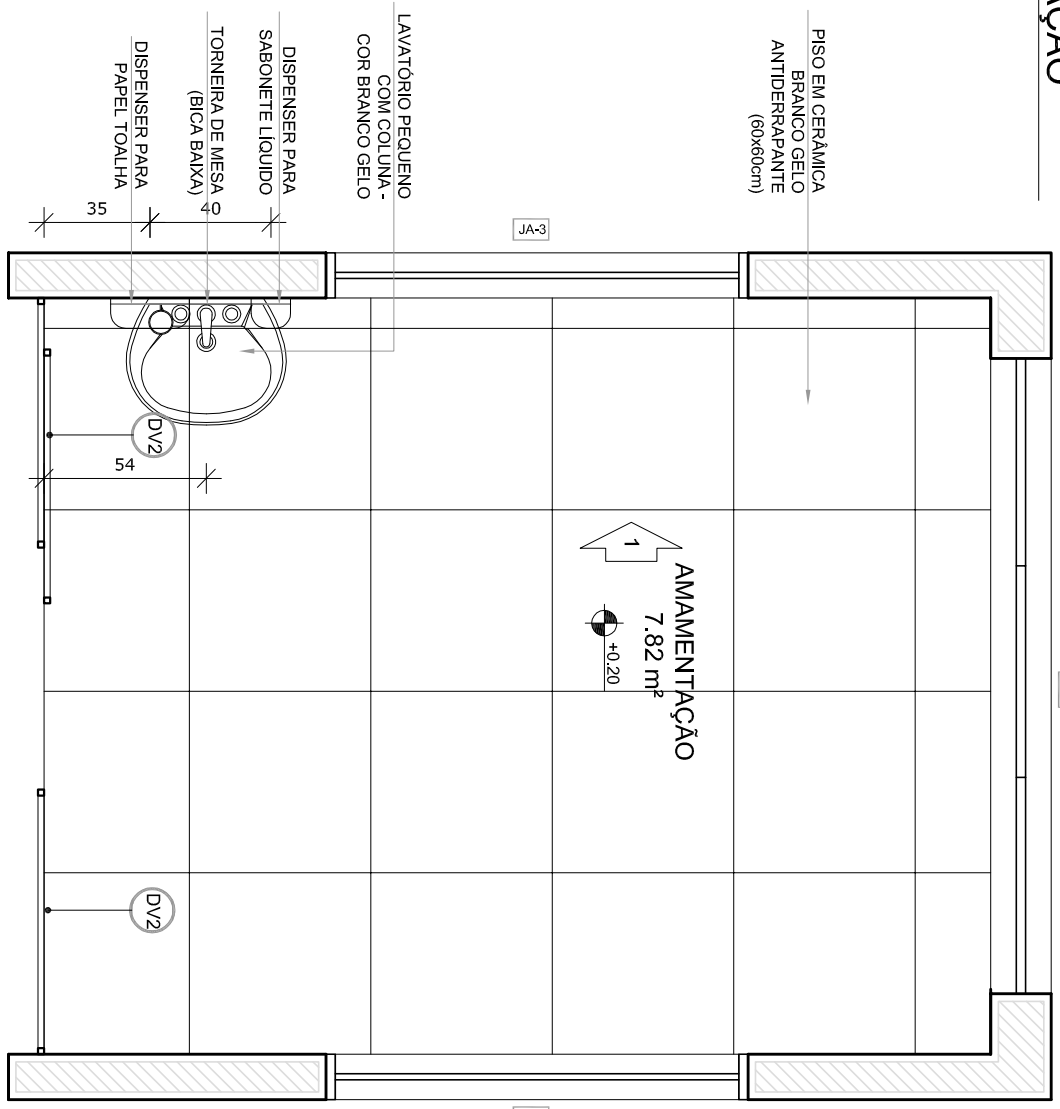 AÇÃO
PISO EM CERÂMICA
BRANCO GELO
ANTIDERRAPANTE
(60x60cm)
LAVATÓRIO PEQUENO
COM COLUNA -
COR BRANCO GELO
DISPENSER PARA
SABONETE LÍQUIDO
TORNEIRA DE MESA
(BICA BAIXA)
DISPENSER PARA
PAPEL TOALHA
35
40
JA-3
DV2
54
1
AMAMENTAÇÃO
7.82 m²
+0.20
DV2